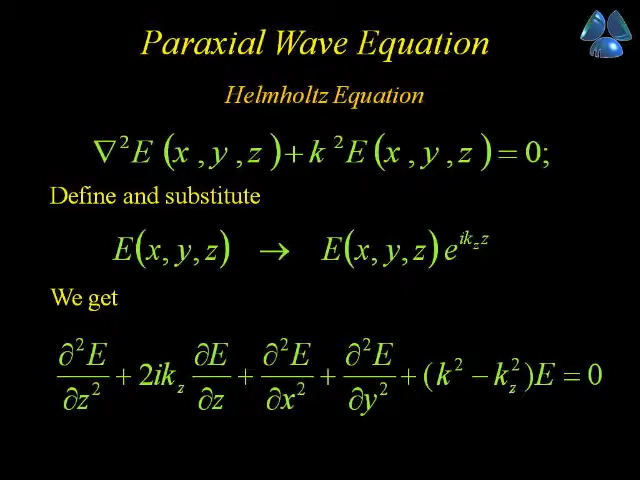 Paraxial Wave Equation
Helmholtz Equation
∇²E(x, y, z) + k²E(x, y, z) = 0;
Define and substitute
E(x, y, z) → E(x, y, z)e^{ik_z z}
We get
∂²E/∂z² + 2ik_z ∂E/∂z + ∂²E/∂x² + ∂²E/∂y² + (k² − k_z²)E = 0